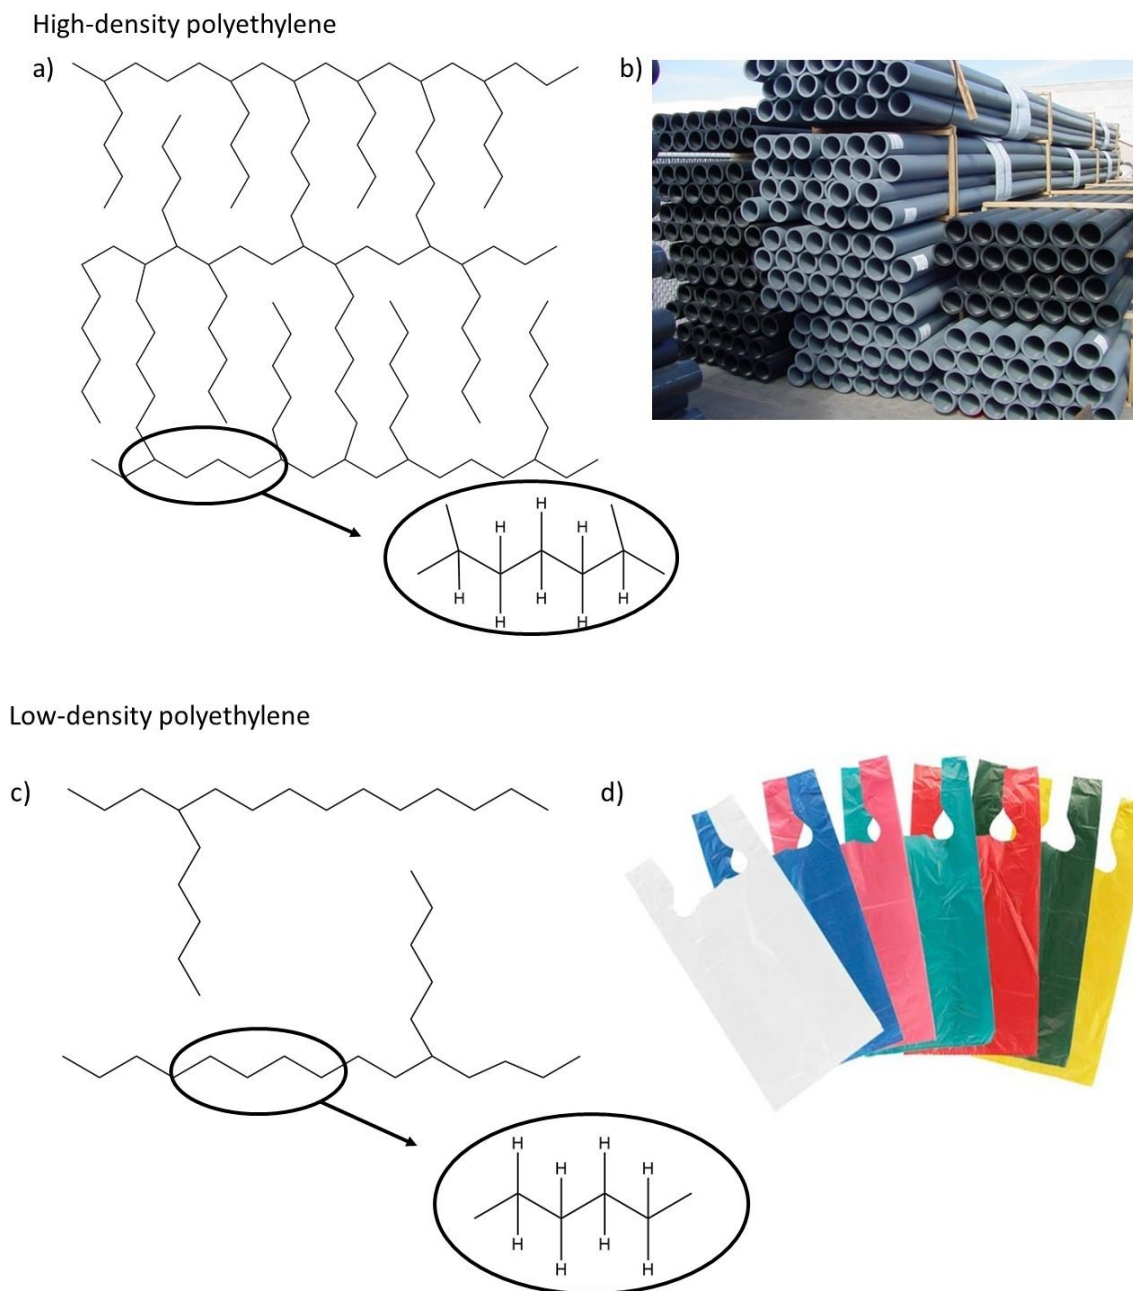 High-density polyethylene
a)
b)
H
H H
H H H
H H
Low-density polyethylene
c)
d)
H H
H H
H H
H H